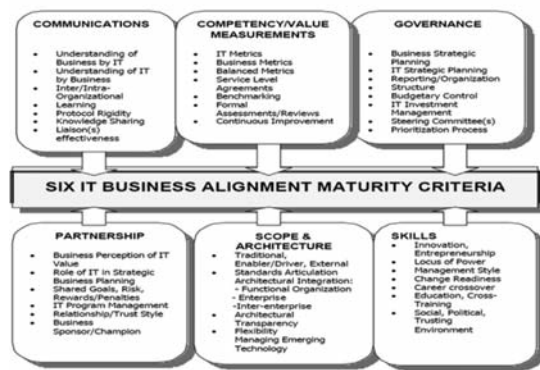 COMMUNICATIONS
• Understanding of
Business by IT
• Understanding of IT
by Business
• Inter/Intra-
Organizational
• Learning
• Protocol Rigidity
• Knowledge Sharing
• Liaison(s)
effectiveness
COMPETENCY/VALUE
MEASUREMENTS
• IT Metrics
• Business Metrics
• Balanced Metrics
• Service Level
Agreements
• Benchmarking
• Formal
Assessments/Reviews
• Continuous Improvement
GOVERNANCE
• Business Strategic
Planning
• IT Strategic Planning
• Reporting/Organization
Structure
• Budgetary Control
• IT Investment
Management
• Steering Committee(s)
• Prioritization Process
SIX IT BUSINESS ALIGNMENT MATURITY CRITERIA
PARTNERSHIP
• Business Perception of IT
Value
• Role of IT in Strategic
Business Planning
• Shared Goals, Risk,
Rewards/Penalties
• IT Program Management
• Relationship/Trust Style
• Business
Sponsor/Champion
SCOPE &
ARCHITECTURE
• Traditional,
Enabler/Driver, External
• Standards Articulation
• Architectural Integration:
- Functional Organization
- Enterprise
-Inter-enterprise
• Architectural
Transparency
• Flexibility
Managing Emerging
Technology
SKILLS
• Innovation,
Entrepreneurship
• Locus of Power
• Management Style
• Change Readiness
• Career crossover
• Education, Cross-
Training
• Social, Political,
Trusting
Environment